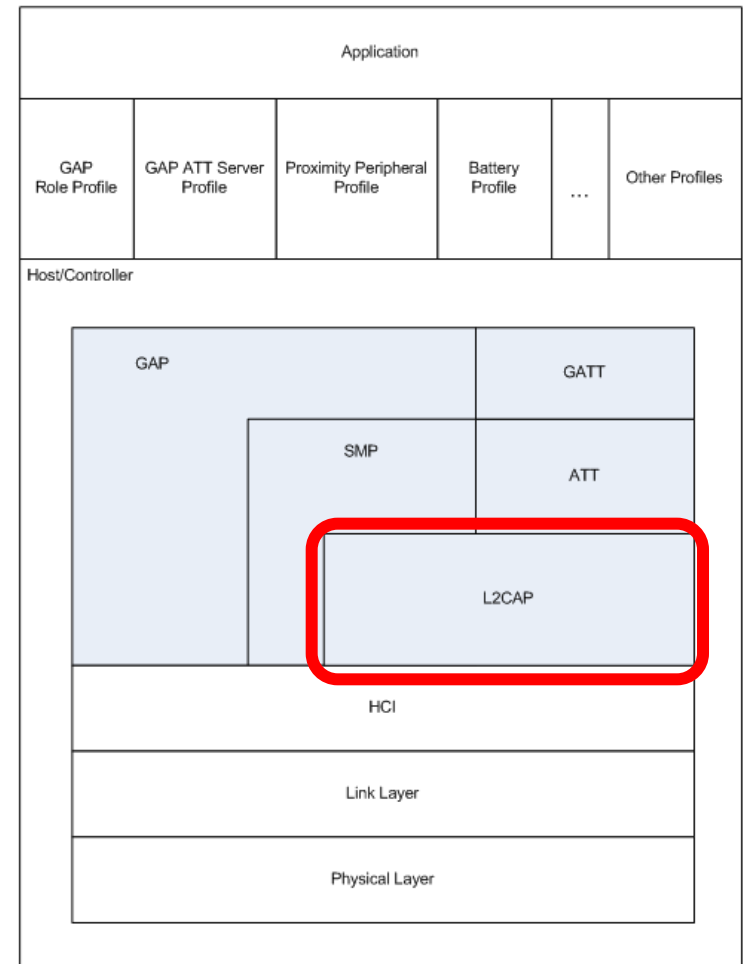 Application
GAP
Role Profile
GAP ATT Server
Profile
Proximity Peripheral
Profile
Battery
Profile
...
Other Profiles
Host/Controller
GAP
GATT
SMP
ATT
L2CAP
HCI
Link Layer
Physical Layer